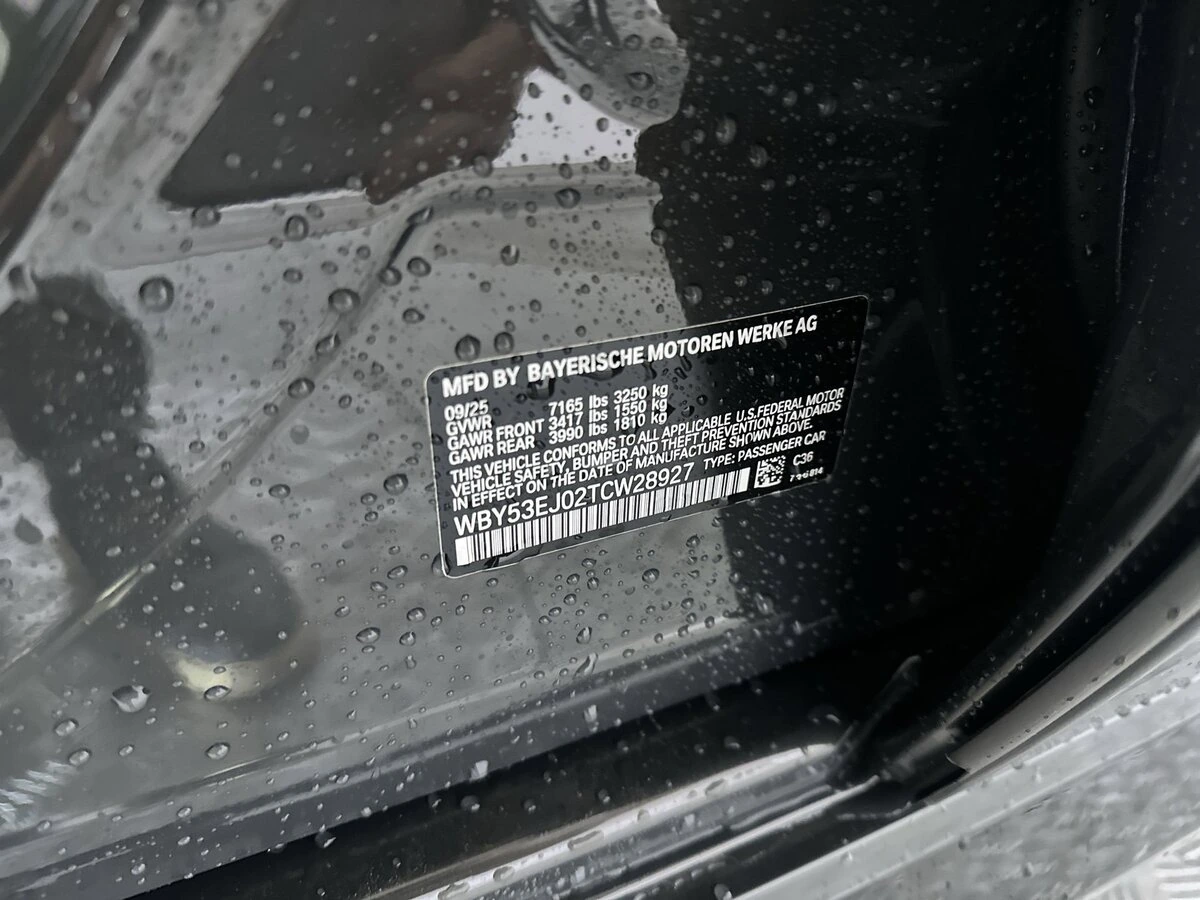 MFD BY BAYERISCHE MOTOREN WERKE AG
09/25
GVWR 7165 lbs 3250 kg
GAWR FRONT 3417 lbs 1550 kg
GAWR REAR 3990 lbs 1810 kg
THIS VEHICLE CONFORMS TO ALL APPLICABLE U.S.FEDERAL MOTOR
VEHICLE SAFETY, BUMPER AND THEFT PREVENTION STANDARDS
IN EFFECT ON THE DATE OF MANUFACTURE SHOWN ABOVE.
WBY53EJ02TCW28927 TYPE: PASSENGER CAR
C36